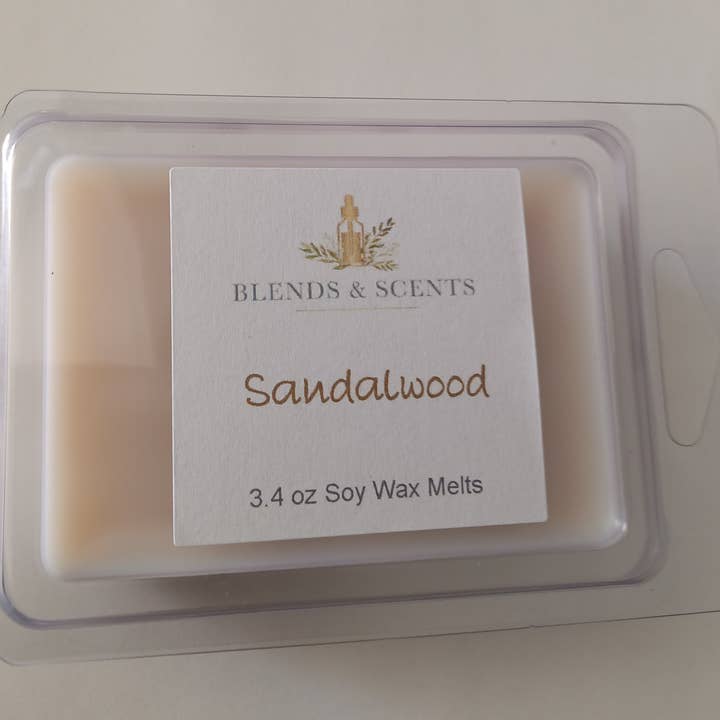 BLENDS & SCENTS
Sandalwood
3.4 oz Soy Wax Melts